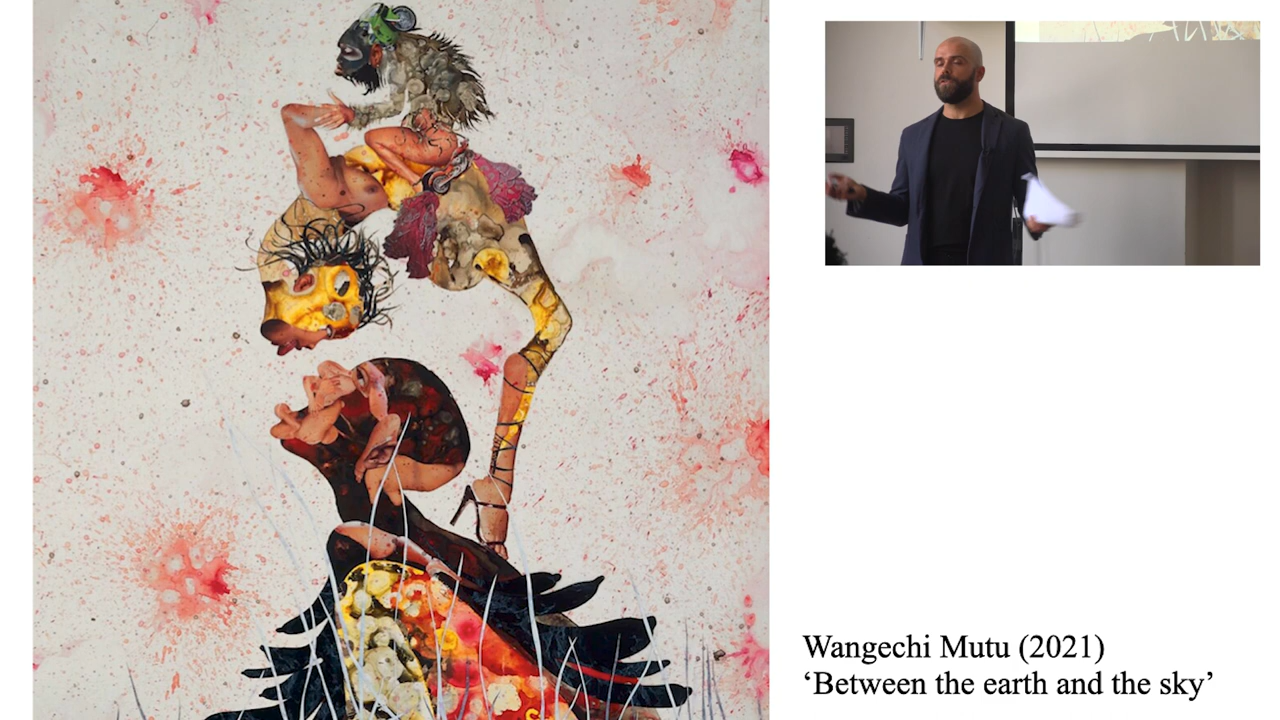 Wangechi Mutu (2021)
‘Between the earth and the sky’